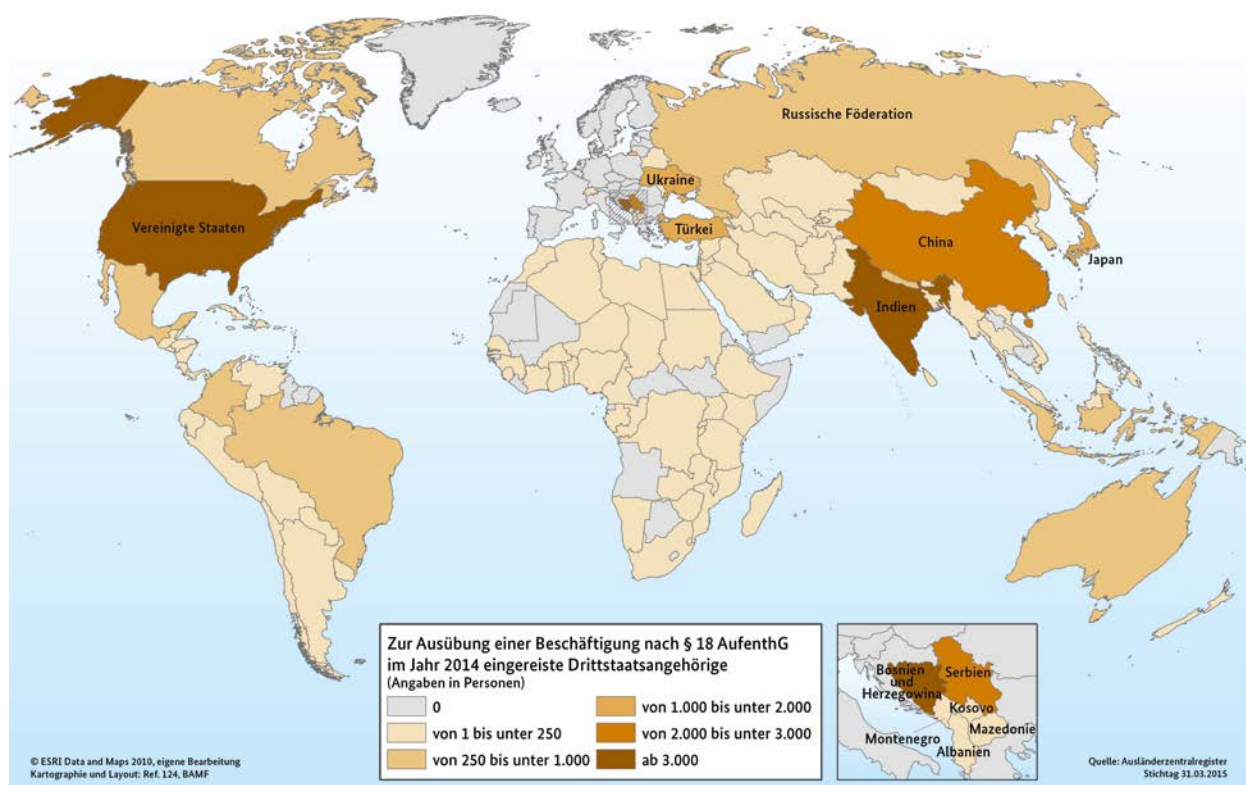 Russische Föderation
Ukraine
Vereinigte Staaten
Türkei
China
Japan
Indien
Zur Ausübung einer Beschäftigung nach § 18 AufenthG
im Jahr 2014 eingereiste Drittstaatsangehörige
(Angaben in Personen)
0
von 1 bis unter 250
von 250 bis unter 1.000
von 1.000 bis unter 2.000
von 2.000 bis unter 3.000
ab 3.000
Bosnien
und
Herzegowina
Serbien
Kosovo
Montenegro
Mazedonien
Albanien
© ESRI Data and Maps 2010, eigene Bearbeitung
Kartographie und Layout: Ref. 124, BAMF
Quelle: Ausländerzentralregister
Stichtag 31.03.2015